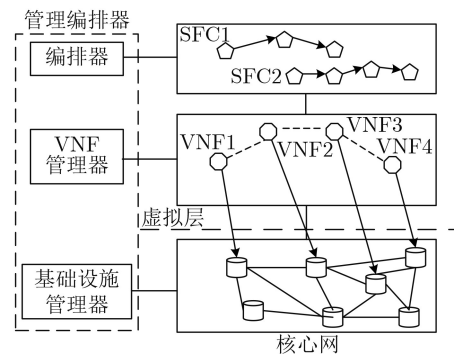 管理编排器
编排器
SFC1
SFC2
VNF
管理器
VNF1
VNF2
VNF3
VNF4
虚拟层
基础设施
管理器
核心网